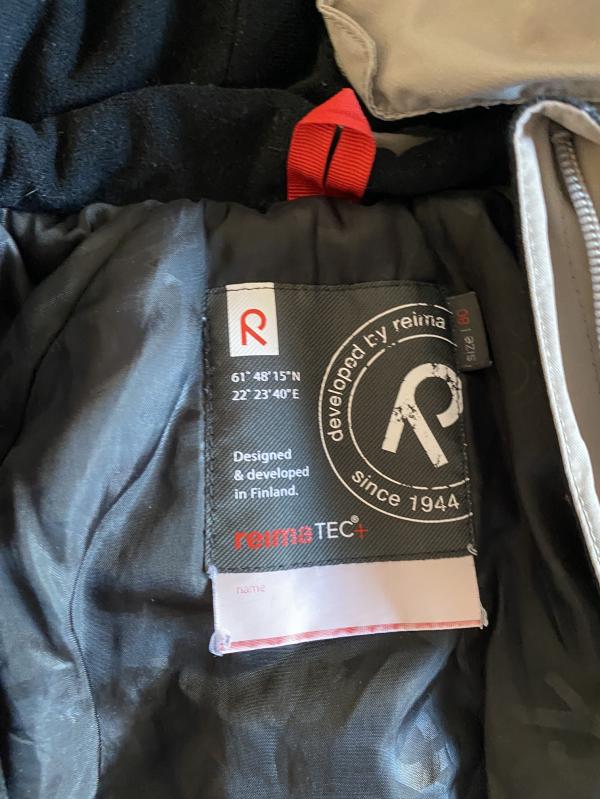 R
61° 48' 15"N
22° 23' 40"E
Designed
& developed
in Finland.
developed by reima
R
since 1944
size | 80
reimaTEC®+
name